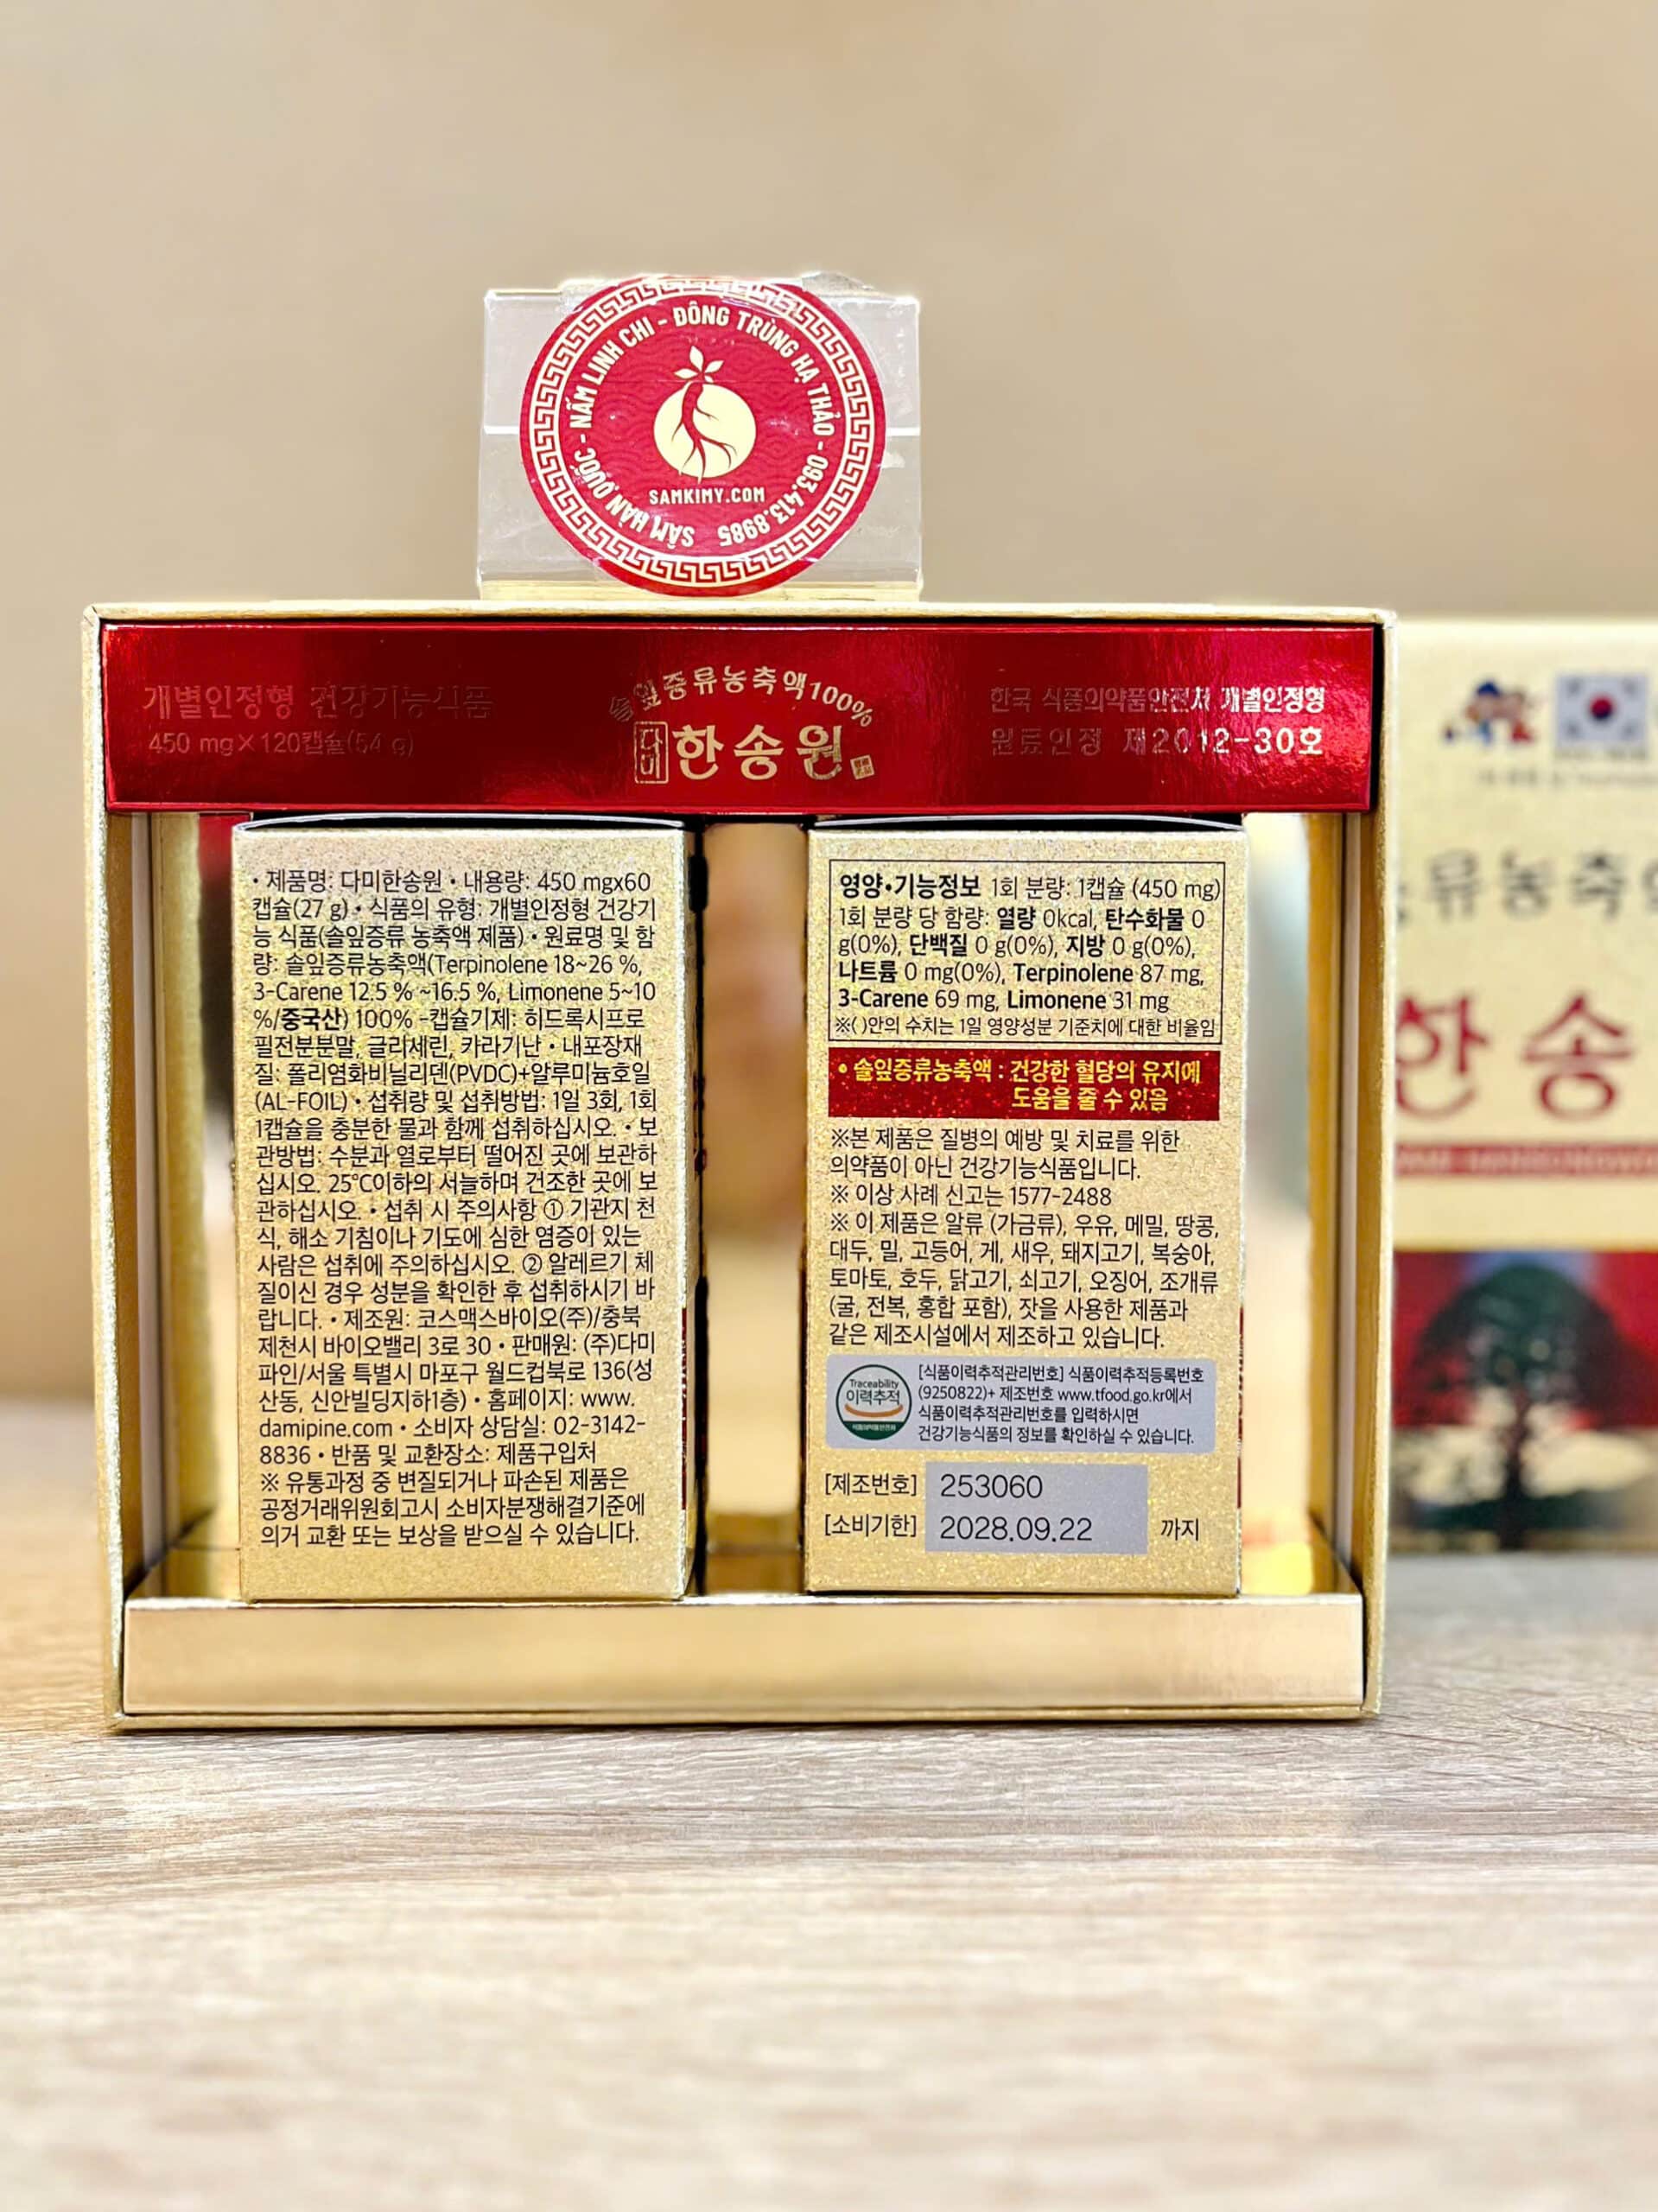 SÂM HÀN QUỐC - NẤM LINH CHI - ĐÔNG TRÙNG HẠ THẢO - 093.413.8985
SAMKIMY.COM
개별인정형 건강기능식품
450 mg×120캡슐(54 g)
솔잎증류농축액100%
다미 한송원
한국 식품의약품안전처 개별인정형
원료인정 제2012-30호
• 제품명: 다미한송원 • 내용량: 450 mgx60
캡슐(27 g) • 식품의 유형: 개별인정형 건강기
능 식품(솔잎증류 농축액 제품) • 원료명 및 함
량: 솔잎증류농축액(Terpinolene 18~26 %,
3-Carene 12.5 % ~16.5 %, Limonene 5~10
%/중국산) 100% -캡슐기제: 히드록시프로
필전분분말, 글리세린, 카라기난 • 내포장재
질: 폴리염화비닐리덴(PVDC)+알루미늄호일
(AL-FOIL) • 섭취량 및 섭취방법: 1일 3회, 1회
1캡슐을 충분한 물과 함께 섭취하십시오. • 보
관방법: 수분과 열로부터 떨어진 곳에 보관하
십시오. 25℃이하의 서늘하며 건조한 곳에 보
관하십시오. • 섭취 시 주의사항 ① 기관지 천
식, 해소 기침이나 기도에 심한 염증이 있는
사람은 섭취에 주의하십시오. ② 알레르기 체
질이신 경우 성분을 확인한 후 섭취하시기 바
랍니다. • 제조원: 코스맥스바이오(주)/충북
제천시 바이오밸리 3로 30 • 판매원: (주)다미
파인/서울 특별시 마포구 월드컵북로 136(성
산동, 신안빌딩지하1층) • 홈페이지: www.
damipine.com • 소비자 상담실: 02-3142-
8836 • 반품 및 교환장소: 제품구입처
※ 유통과정 중 변질되거나 파손된 제품은
공정거래위원회고시 소비자분쟁해결기준에
의거 교환 또는 보상을 받으실 수 있습니다.
영양•기능정보 1회 분량: 1캡슐 (450 mg)
1회 분량 당 함량: 열량 0kcal, 탄수화물 0
g(0%), 단백질 0 g(0%), 지방 0 g(0%),
나트륨 0 mg(0%), Terpinolene 87 mg,
3-Carene 69 mg, Limonene 31 mg
※( )안의 수치는 1일 영양성분 기준치에 대한 비율임
• 솔잎증류농축액 : 건강한 혈당의 유지에
도움을 줄 수 있음
※본 제품은 질병의 예방 및 치료를 위한
의약품이 아닌 건강기능식품입니다.
※ 이상 사례 신고는 1577-2488
※ 이 제품은 알류 (가금류), 우유, 메밀, 땅콩,
대두, 밀, 고등어, 게, 새우, 돼지고기, 복숭아,
토마토, 호두, 닭고기, 쇠고기, 오징어, 조개류
(굴, 전복, 홍합 포함), 잣을 사용한 제품과
같은 제조시설에서 제조하고 있습니다.
Traceability
이력추적
[식품이력추적관리번호] 식품이력추적등록번호
(9250822)+ 제조번호 www.tfood.go.kr에서
식품이력추적관리번호를 입력하시면
건강기능식품의 정보를 확인하실 수 있습니다.
[제조번호] 253060
[소비기한] 2028.09.22 까지
류농축
한송